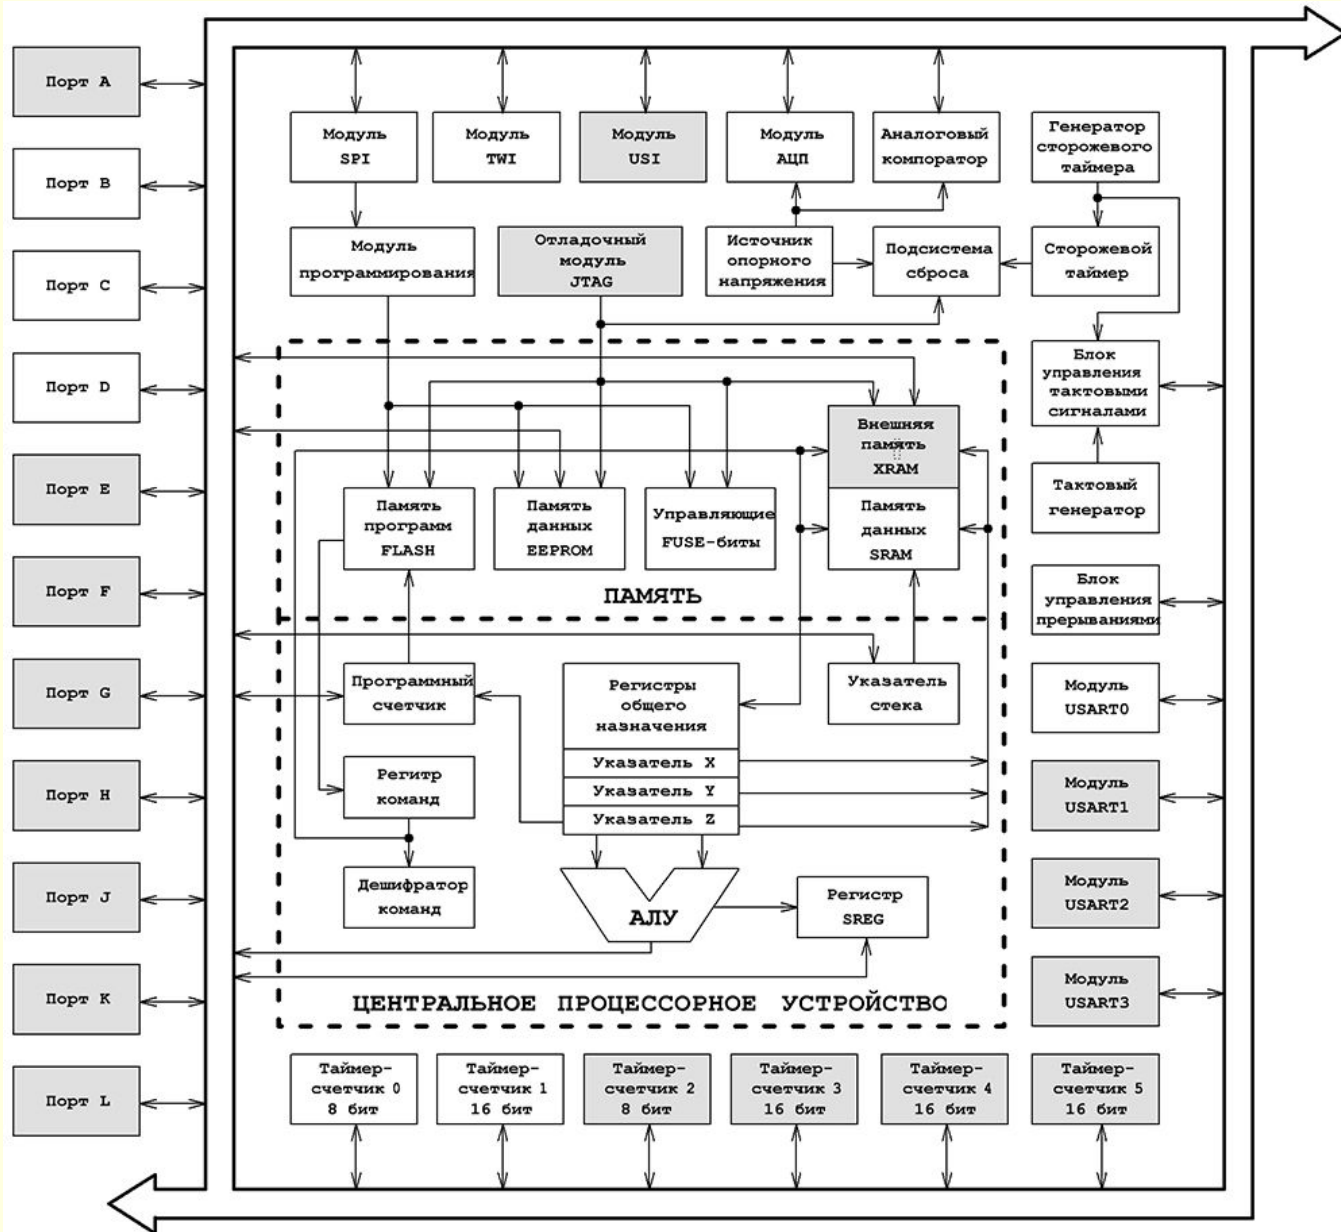 Порт A
Порт B
Порт C
Порт D
Порт E
Порт F
Порт G
Порт H
Порт J
Порт K
Порт L
Модуль
SPI
Модуль
TWI
Модуль
USI
Модуль
АЦП
Аналоговый
компоратор
Генератор
сторожевого
таймера
Модуль
программирования
Отладочный
модуль
JTAG
Источник
опорного
напряжения
Подсистема
сброса
Сторожевой
таймер
Блок
управления
тактовыми
сигналами
Внешняя
память
XRAM
Память
программ
FLASH
Память
данных
EEPROM
Управляющие
FUSE-биты
Память
данных
SRAM
Тактовый
генератор
ПАМЯТЬ
Блок
управления
прерываниями
Программный
счетчик
Регистры
общего
назначения
Указатель X
Указатель Y
Указатель Z
Указатель
стека
Модуль
USART0
Регитр
команд
Модуль
USART1
Дешифратор
команд
АЛУ
Регистр
SREG
Модуль
USART2
Модуль
USART3
ЦЕНТРАЛЬНОЕ ПРОЦЕССОРНОЕ УСТРОЙСТВО
Таймер-
счетчик 0
8 бит
Таймер-
счетчик 1
16 бит
Таймер-
счетчик 2
8 бит
Таймер-
счетчик 3
16 бит
Таймер-
счетчик 4
16 бит
Таймер-
счетчик 5
16 бит